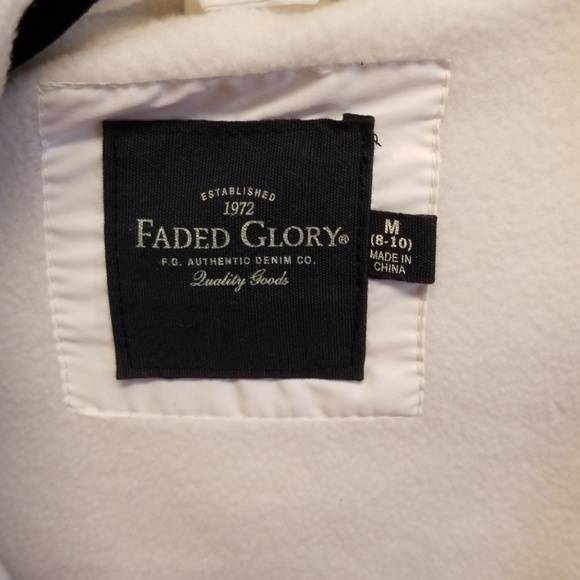 ESTABLISHED
1972
FADED GLORY®
F.G. AUTHENTIC DENIM CO.
Quality Goods
M
(8-10)
MADE IN
CHINA